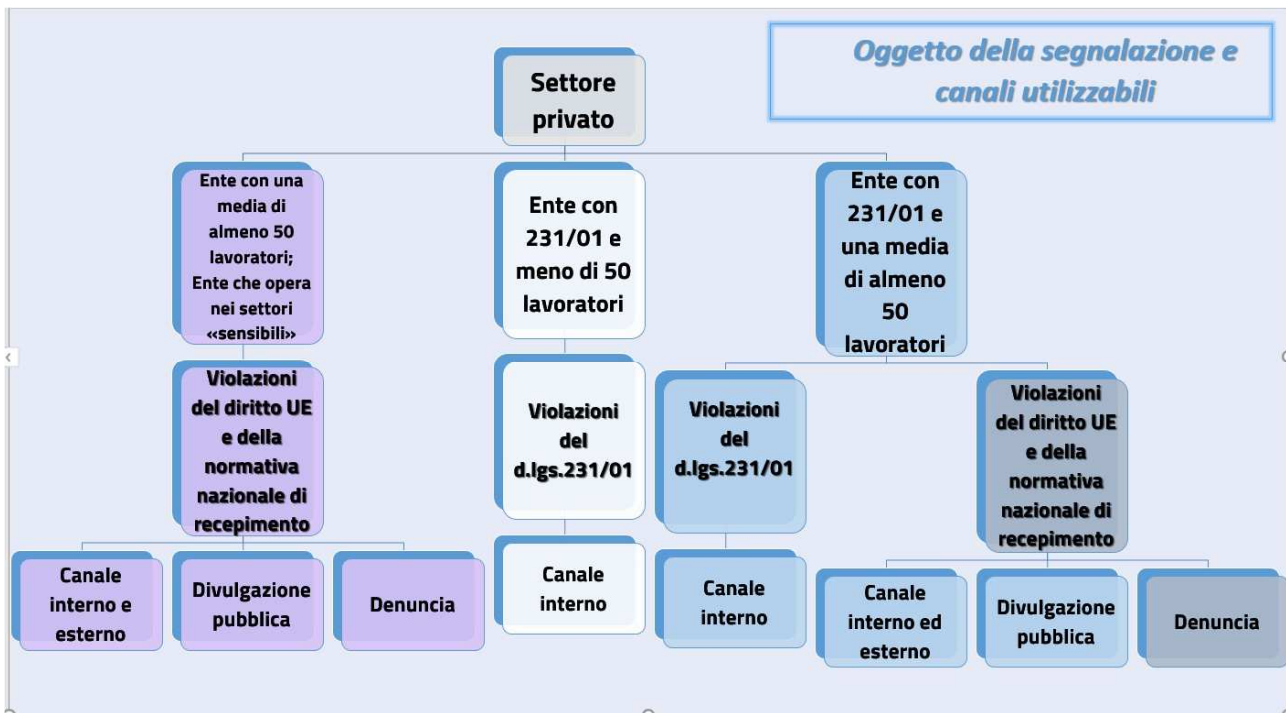 Oggetto della segnalazione e
canali utilizzabili
Settore
privato
Ente con una
media di
almeno 50
lavoratori;
Ente che opera
nei settori
«sensibili»
Ente con
231/01 e
meno di 50
lavoratori
Ente con
231/01 e
una media
di almeno
50
lavoratori
Violazioni
del diritto UE
e della
normativa
nazionale di
recepimento
Violazioni
del
d.lgs.231/01
Violazioni
del
d.lgs.231/01
Violazioni
del diritto UE
e della
normativa
nazionale di
recepimento
Canale
interno e
esterno
Divulgazione
pubblica
Denuncia
Canale
interno
Canale
interno
Canale
interno ed
esterno
Divulgazione
pubblica
Denuncia